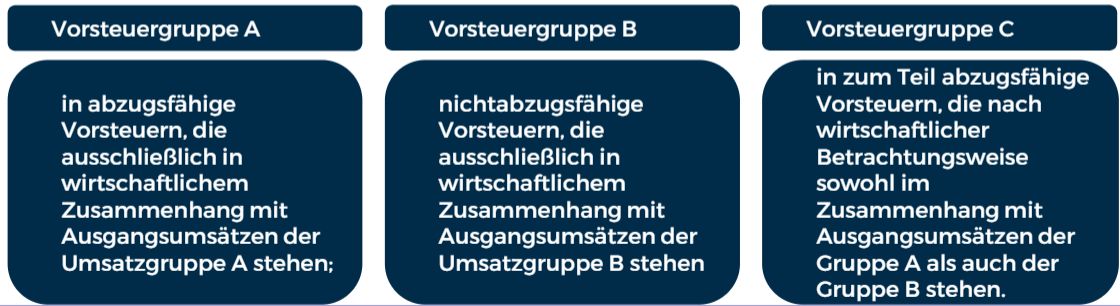 Vorsteuergruppe A
in abzugsfähige
Vorsteuern, die
ausschließlich in
wirtschaftlichem
Zusammenhang mit
Ausgangsumsätzen der
Umsatzgruppe A stehen;
Vorsteuergruppe B
nichtabzugsfähige
Vorsteuern, die
ausschließlich in
wirtschaftlichem
Zusammenhang mit
Ausgangsumsätzen der
Umsatzgruppe B stehen
Vorsteuergruppe C
in zum Teil abzugsfähige
Vorsteuern, die nach
wirtschaftlicher
Betrachtungsweise
sowohl im
Zusammenhang mit
Ausgangsumsätzen der
Gruppe A als auch der
Gruppe B stehen.